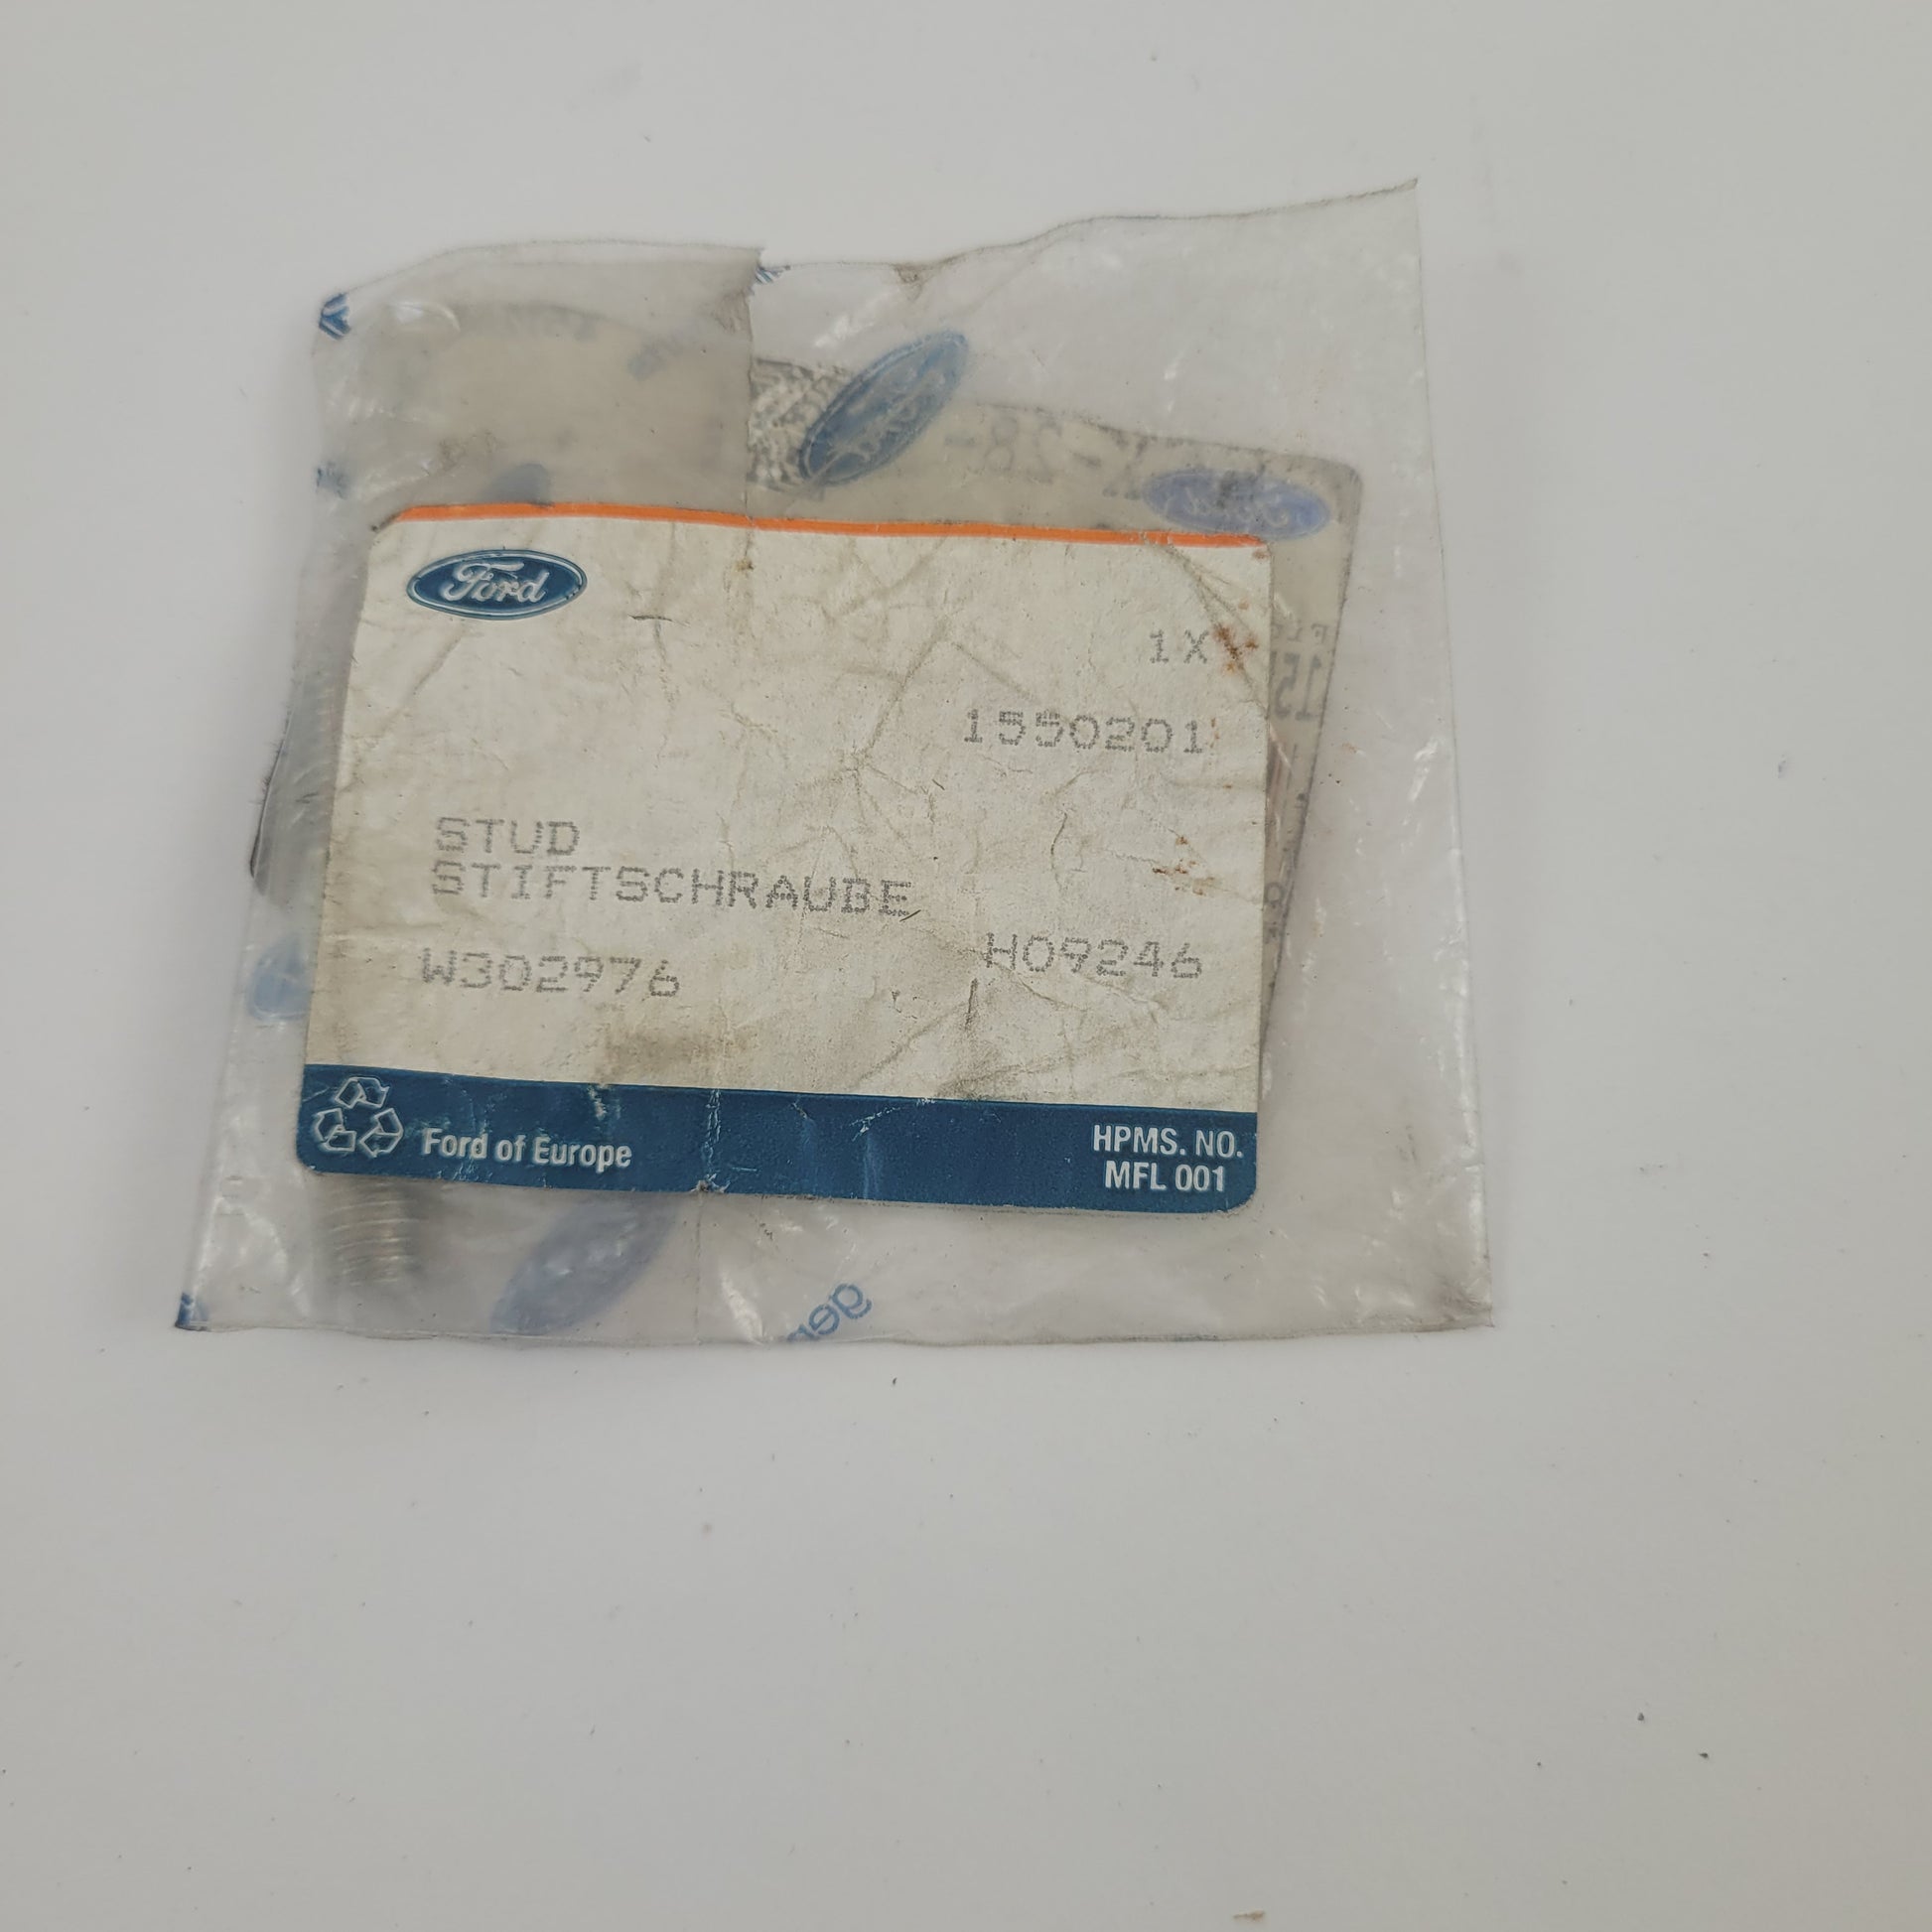 Ford
1X
1550201
STUD
STIFTSCHRAUBE
W302976 H09246
Ford of Europe
HPMS. NO.
MFL 001